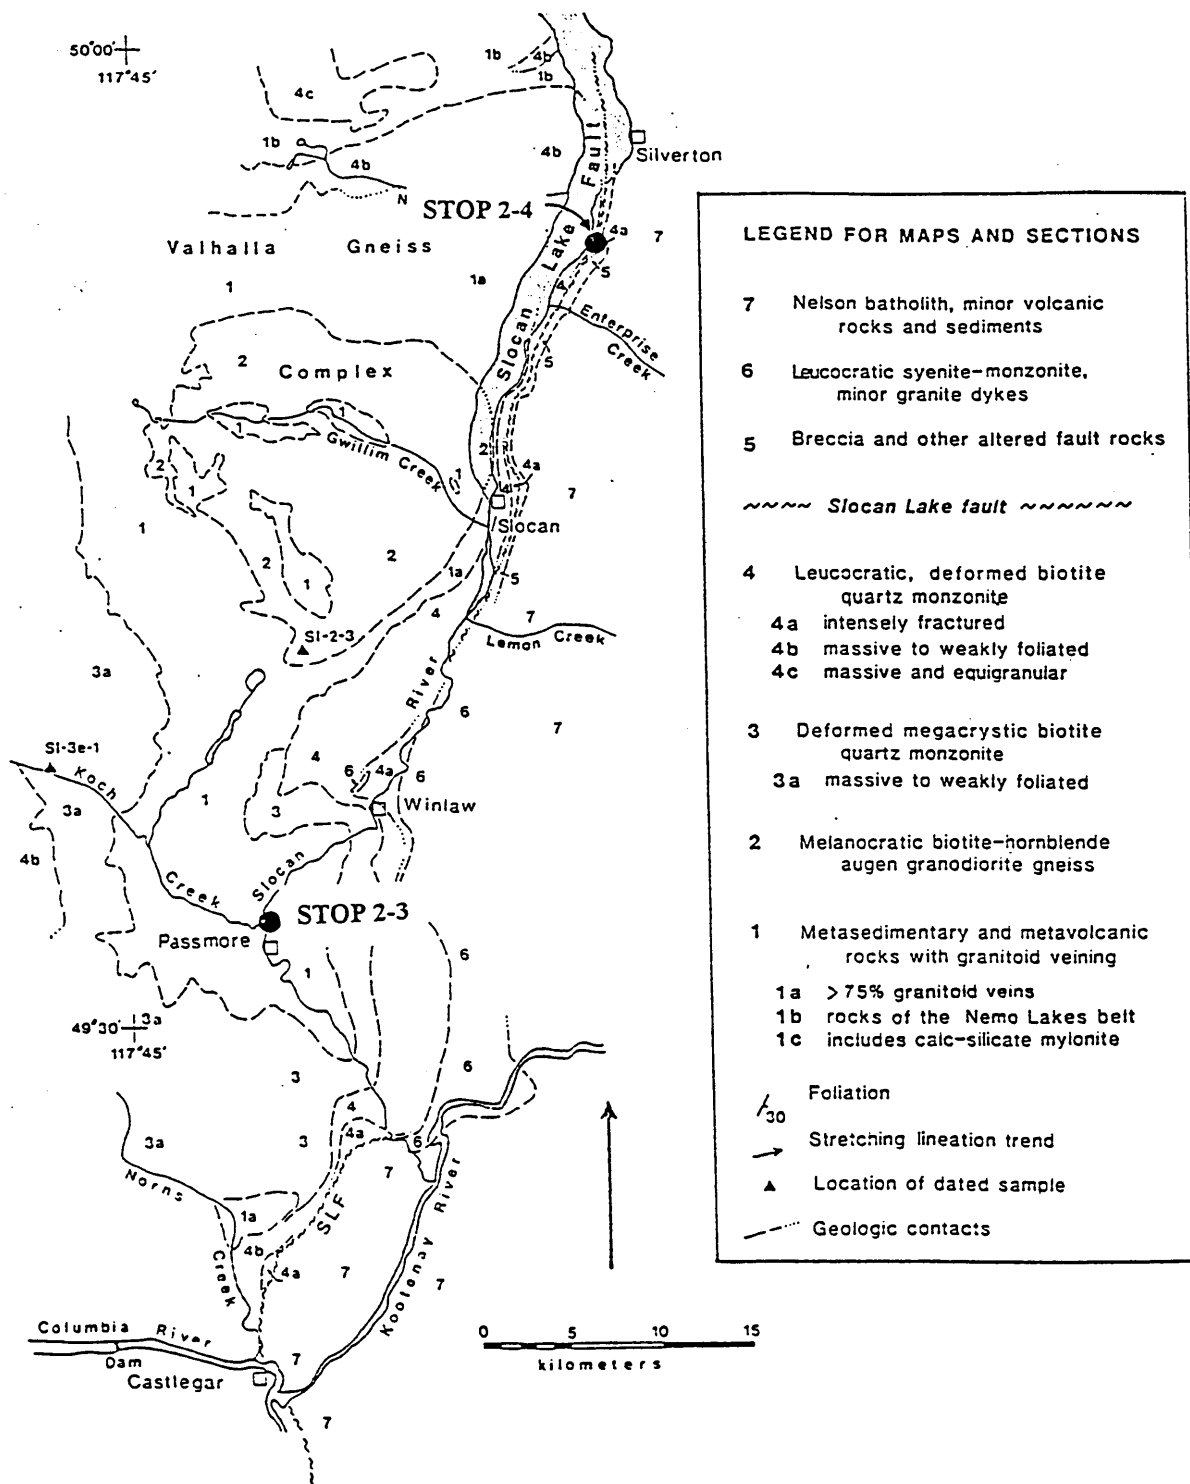 50°00'
117°45'
1b
4b
1b
4c
1b
4b
4b
Silverton
N
STOP 2-4
Slocan Lake Fault
4a
7
5
Valhalla Gneiss
1
1a
Enterprise
Creek
5
2
Complex
1
1
Gwillim Creek
2
4a
1
4
7
Slocan
2
1
1
2
1
2
1a
5
4
7
Lemon Creek
SI-2-3
3a
River
6
7
SI-3e-1
Koch
4
6
4a
6
3a
1
3
Winlaw
4b
Creek
Slocan
STOP 2-3
Passmore
6
1
49°30'
3a
117°45'
3
6
4
4a
3
6
3a
7
Norns
Creek
1a
SLF
4b
4a
7
Kootenay River
7
Columbia River
Dam
7
Castlegar
7
0 5 10 15
kilometers
LEGEND FOR MAPS AND SECTIONS
7 Nelson batholith, minor volcanic
rocks and sediments
6 Leucocratic syenite-monzonite,
minor granite dykes
5 Breccia and other altered fault rocks
~~~~ Slocan Lake fault ~~~~~~
4 Leucocratic, deformed biotite
quartz monzonite
4a intensely fractured
4b massive to weakly foliated
4c massive and equigranular
3 Deformed megacrystic biotite
quartz monzonite
3a massive to weakly foliated
2 Melanocratic biotite-hornblende
augen granodiorite gneiss
1 Metasedimentary and metavolcanic
rocks with granitoid veining
1a >75% granitoid veins
1b rocks of the Nemo Lakes belt
1c includes calc-silicate mylonite
30 Foliation
Stretching lineation trend
Location of dated sample
Geologic contacts